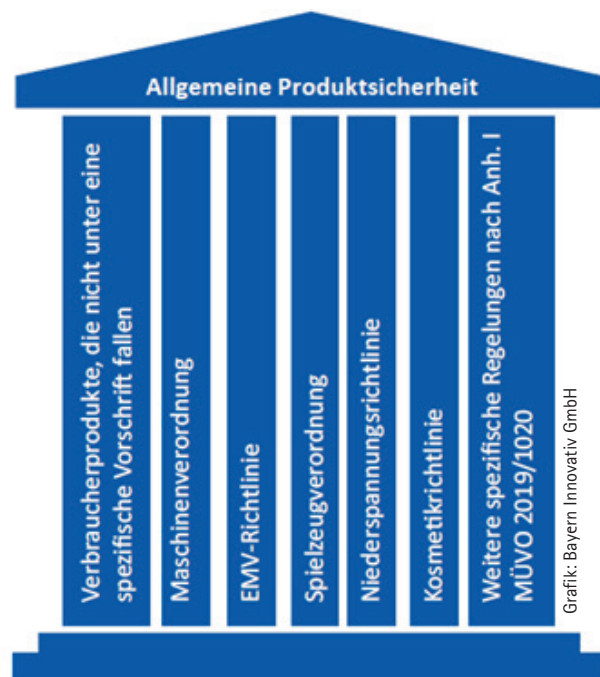 Allgemeine Produktsicherheit
Verbraucherprodukte, die nicht unter eine
spezifische Vorschrift fallen
Maschinenverordnung
EMV-Richtlinie
Spielzeugverordnung
Niederspannungsrichtlinie
Kosmetikrichtlinie
Weitere spezifische Regelungen nach Anh. I
MÜVO 2019/1020
Grafik: Bayern Innovativ GmbH